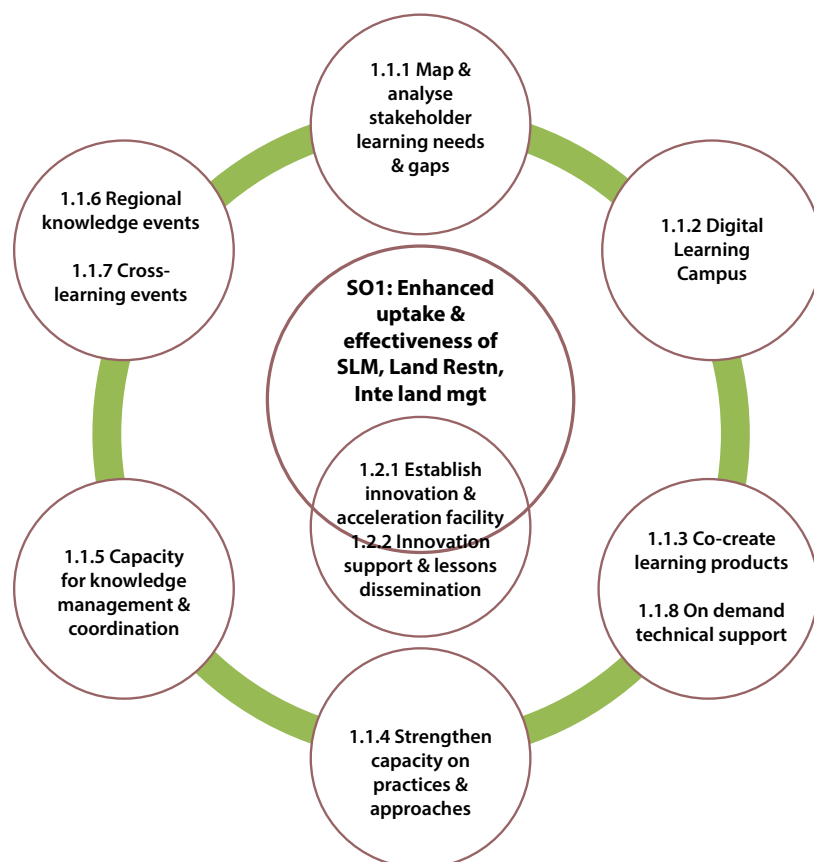 1.1.1 Map &
analyse
stakeholder
learning needs
& gaps
1.1.6 Regional
knowledge events
1.1.7 Cross-
learning events
1.1.2 Digital
Learning
Campus
SO1: Enhanced
uptake &
effectiveness of
SLM, Land Restn,
Inte land mgt
1.2.1 Establish
innovation &
acceleration facility
1.2.2 Innovation
support & lessons
dissemination
1.1.5 Capacity
for knowledge
management &
coordination
1.1.3 Co-create
learning products
1.1.8 On demand
technical support
1.1.4 Strengthen
capacity on
practices &
approaches